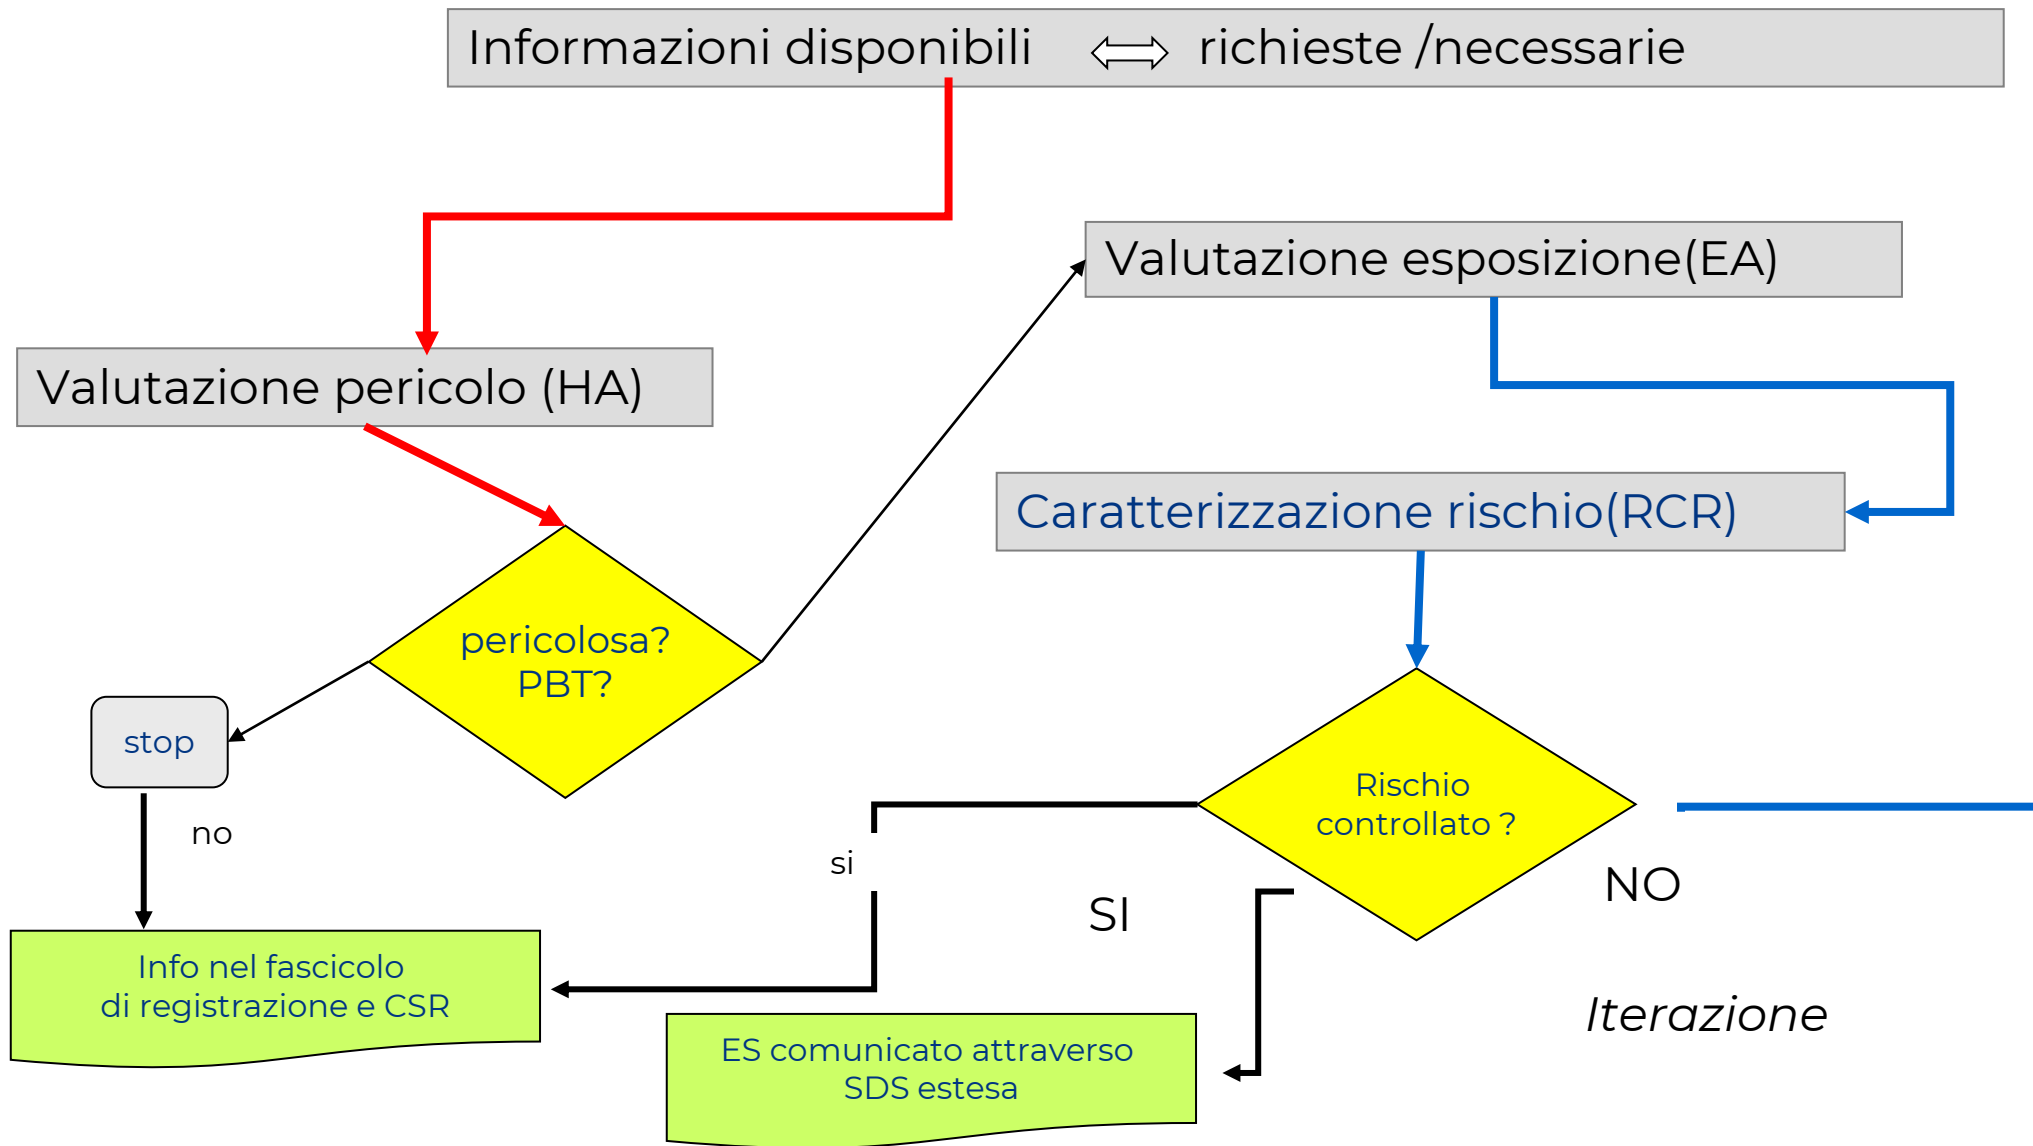 Informazioni disponibili richieste /necessarie
Valutazione esposizione(EA)
Valutazione pericolo (HA)
Caratterizzazione rischio(RCR)
pericolosa?
PBT?
stop
no
Rischio
controllato ?
si
SI
NO
Info nel fascicolo
di registrazione e CSR
Iterazione
ES comunicato attraverso
SDS estesa